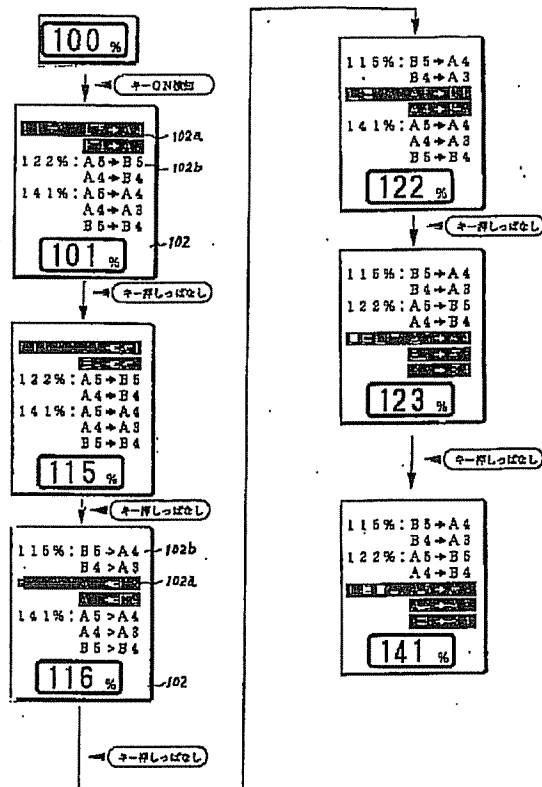 100 %
キーON検知
102a
122%:A5→B5
102b
A4→B4
141%:A5→A4
A4→A3
B5→B4
102
101 %
キー押しっぱなし
122%:A5→B5
A4→B4
141%:A5→A4
A4→A3
B5→B4
115 %
キー押しっぱなし
115%:B5>A4
102b
B4>A3
102a
141%:A5>A4
A4>A3
B5>B4
116 %
102
キー押しっぱなし
115%:B5→A4
B4→A3
141%:A5→A4
A4→A3
B5→B4
122 %
キー押しっぱなし
115%:B5→A4
B4→A3
122%:A5→B5
A4→B4
123 %
キー押しっぱなし
115%:B5→A4
B4→A3
122%:A5→B5
A4→B4
141 %